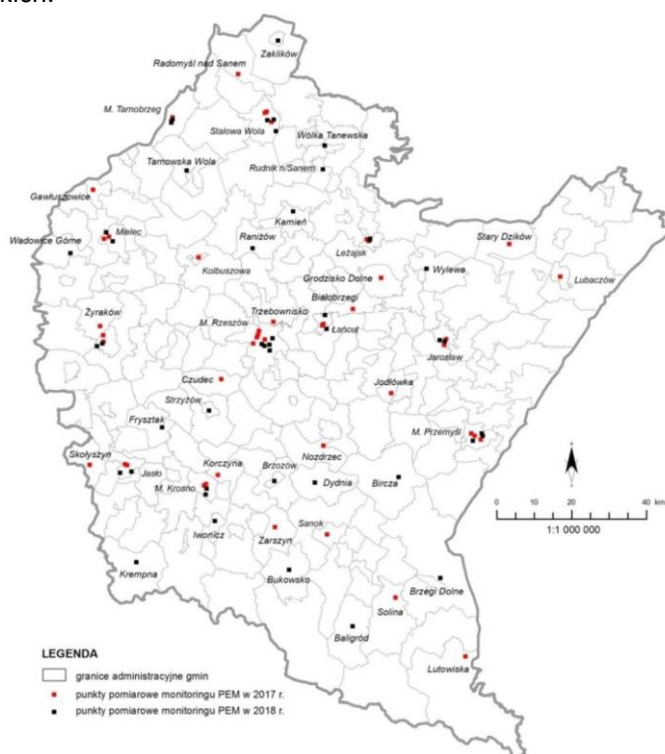 Zaklików
Radomyśl nad Sanem
M. Tarnobrzeg
Stalowa Wola
Wólka Tanewska
Tarnowska Wola
Rudnik n/Sanem
Gawłuszowice
Kamień
Mielec
Raniżów
Leżajsk
Stary Dzików
Wadowice Górne
Kolbuszowa
Grodzisko Dolne
Wylewa
Lubaczów
Białobrzegi
Żyraków
Trzebownisko
M. Rzeszów
Łańcut
Jarosław
Czudec
Jodłówka
Strzyżów
Frysztak
M. Przemyśl
Nozdrzec
Skołyszyn
Korczyna
Brzozów
Jasło
Dydnia
Bircza
M. Krosno
0 10 20 40 km
1:1 000 000
Iwonicz
Zarszyn
Sanok
Krempna
Bukowsko
Brzegi Dolne
Solina
Baligród
Lutowiska
LEGENDA
granice administracyjne gmin
punkty pomiarowe monitoringu PEM w 2017 r.
punkty pomiarowe monitoringu PEM w 2018 r.